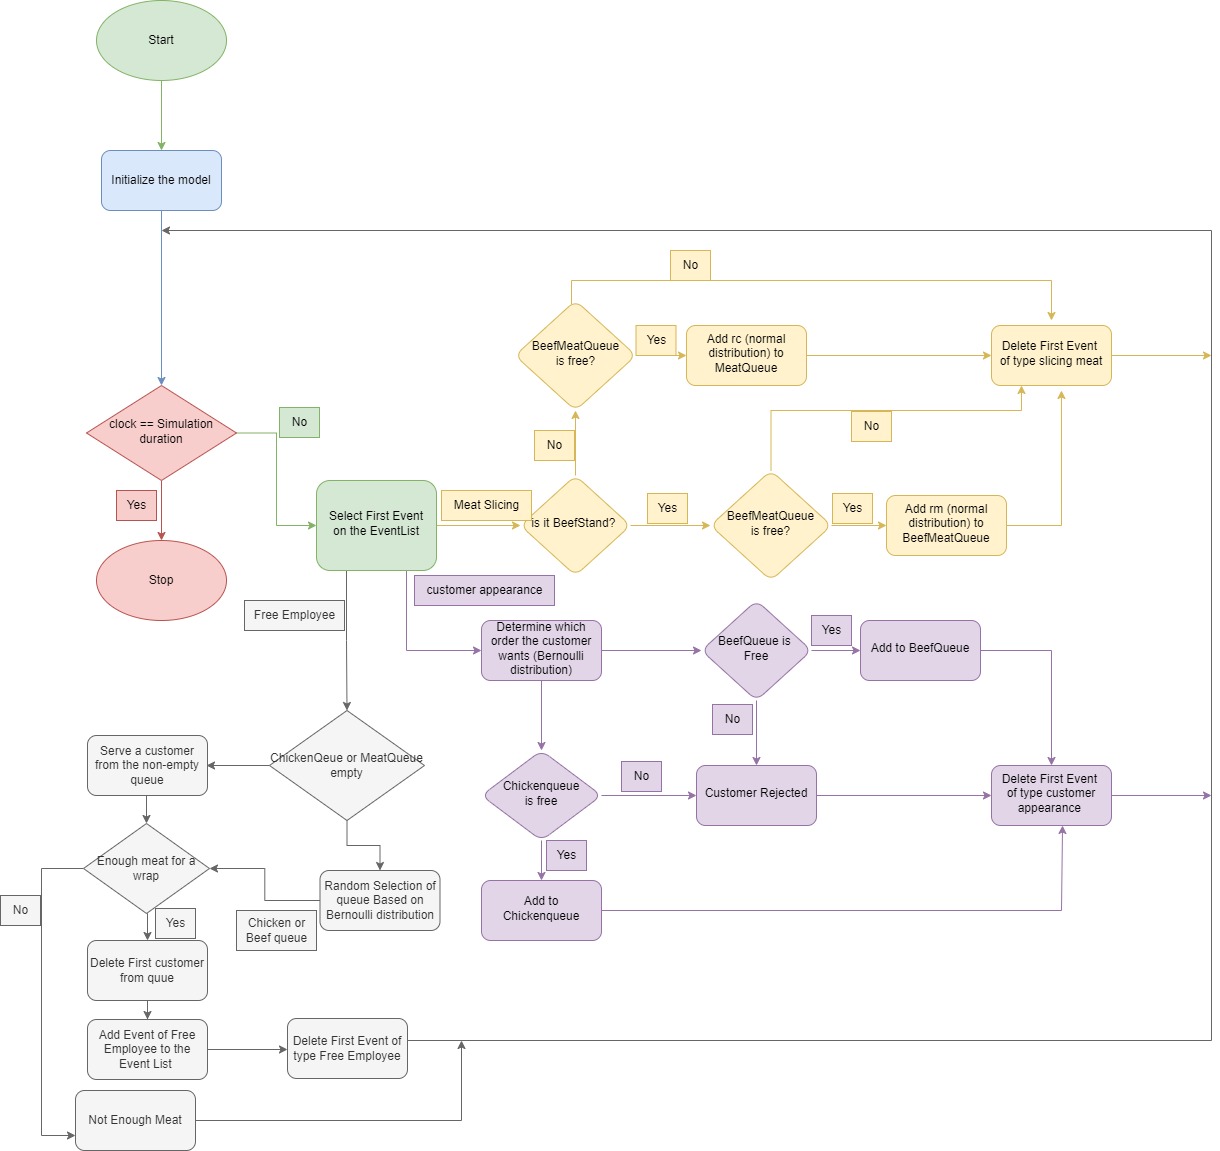 Start
Initialize the model
No
BeefMeatQueue
is free?
Yes
Add rc (normal
distribution) to
MeatQueue
Delete First Event
of type slicing meat
clock == Simulation
duration
No
No
No
Yes
Select First Event
on the EventList
Meat Slicing
is it BeefStand?
Yes
BeefMeatQueue
is free?
Yes
Add rm (normal
distribution) to
BeefMeatQueue
Stop
Free Employee
customer appearance
Determine which
order the customer
wants (Bernoulli
distribution)
BeefQueue is
Free
Yes
Add to BeefQueue
No
Serve a customer
from the non-empty
queue
ChickenQeue or MeatQueue
empty
Chickenqueue
is free
No
Customer Rejected
Delete First Event
of type customer
appearance
Yes
Enough meat for a
wrap
Random Selection of
queue Based on
Bernoulli distribution
Add to
Chickenqueue
No
Yes
Chicken or
Beef queue
Delete First customer
from quue
Add Event of Free
Employee to the
Event List
Delete First Event of
type Free Employee
Not Enough Meat